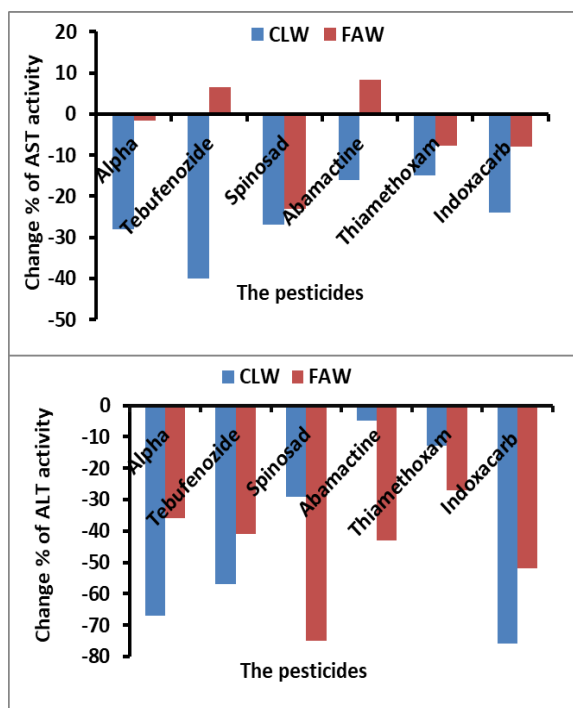 20
CLW FAW
10
0
-10
-20
-30
-40
-50
Change % of AST activity
Alpha
Tebufenozide
Spinosad
Abamactine
Thiamethoxam
Indoxacarb
The pesticides
CLW FAW
0
-10
-20
-30
-40
-50
-60
-70
-80
Change % of ALT activity
Alpha
Tebufenozide
Spinosad
Abamactine
Thiamethoxam
Indoxacarb
The pesticides